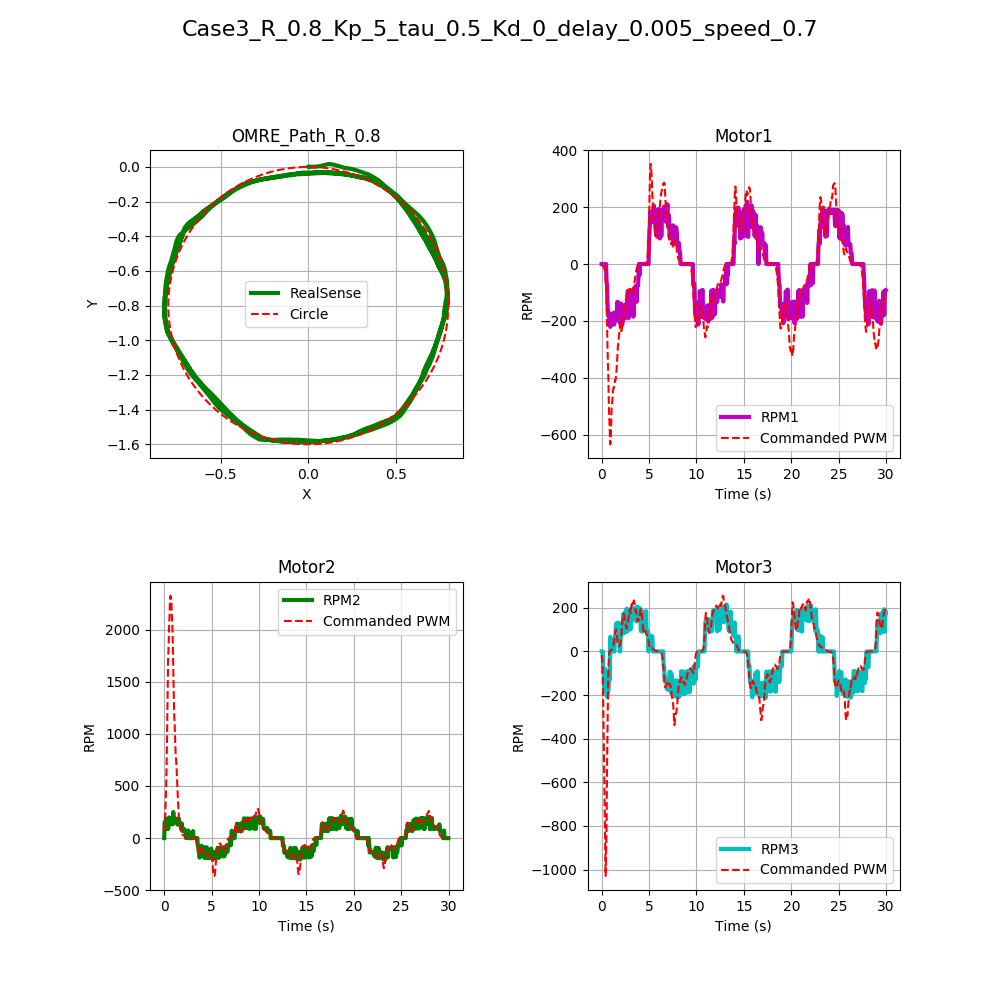 Case3_R_0.8_Kp_5_tau_0.5_Kd_0_delay_0.005_speed_0.7
OMRE_Path_R_0.8
0.0
−0.2
−0.4
−0.6
−0.8
−1.0
−1.2
−1.4
−1.6
Y
RealSense
Circle
−0.5
0.0
0.5
X
Motor1
400
200
0
−200
−400
−600
RPM
RPM1
Commanded PWM
0
5
10
15
20
25
30
Time (s)
Motor2
2000
1500
1000
500
0
−500
RPM
RPM2
Commanded PWM
0
5
10
15
20
25
30
Time (s)
Motor3
200
0
−200
−400
−600
−800
−1000
RPM
RPM3
Commanded PWM
0
5
10
15
20
25
30
Time (s)